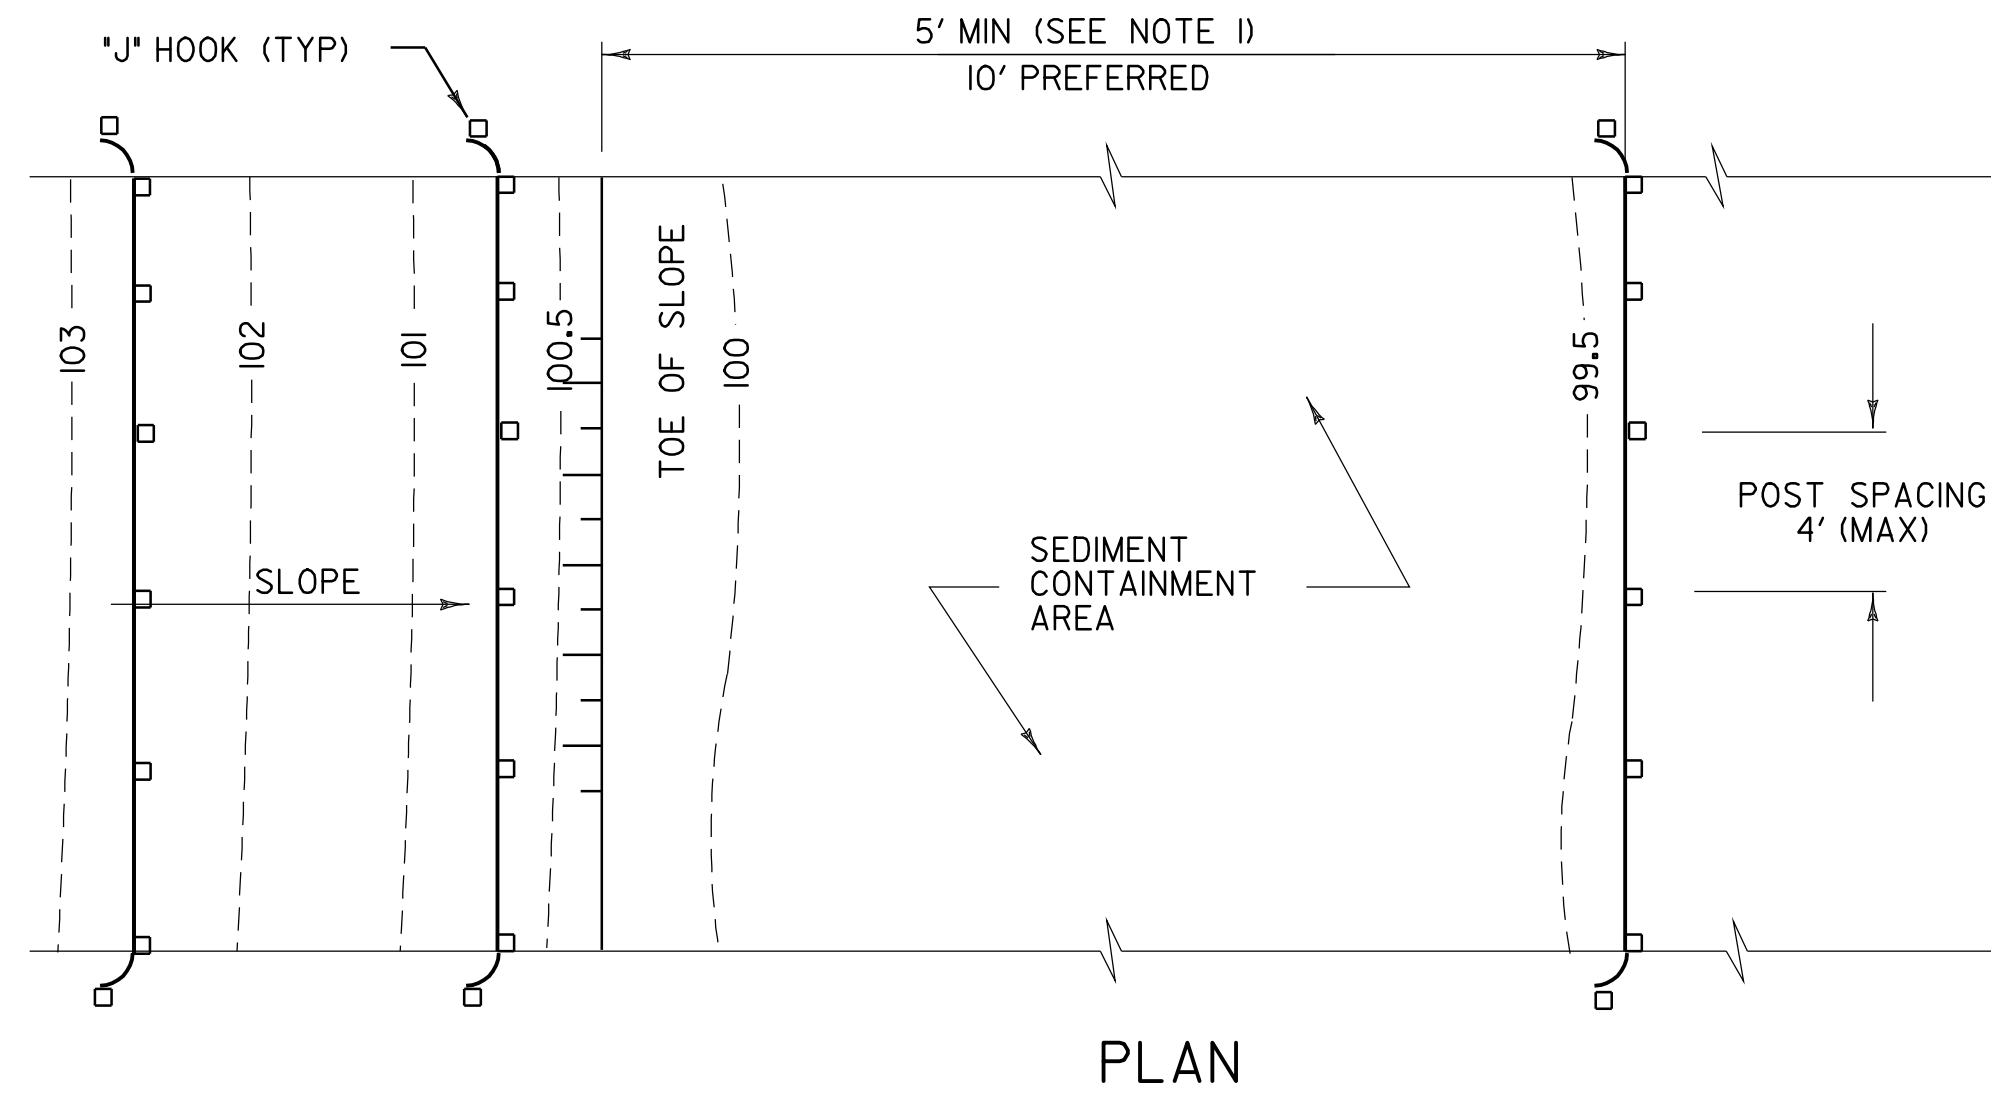 "J" HOOK (TYP)
5' MIN (SEE NOTE 1)
10' PREFERRED
103
102
101
100.5
TOE OF SLOPE
100
99.5
POST SPACING
4' (MAX)
SLOPE
SEDIMENT
CONTAINMENT
AREA
PLAN